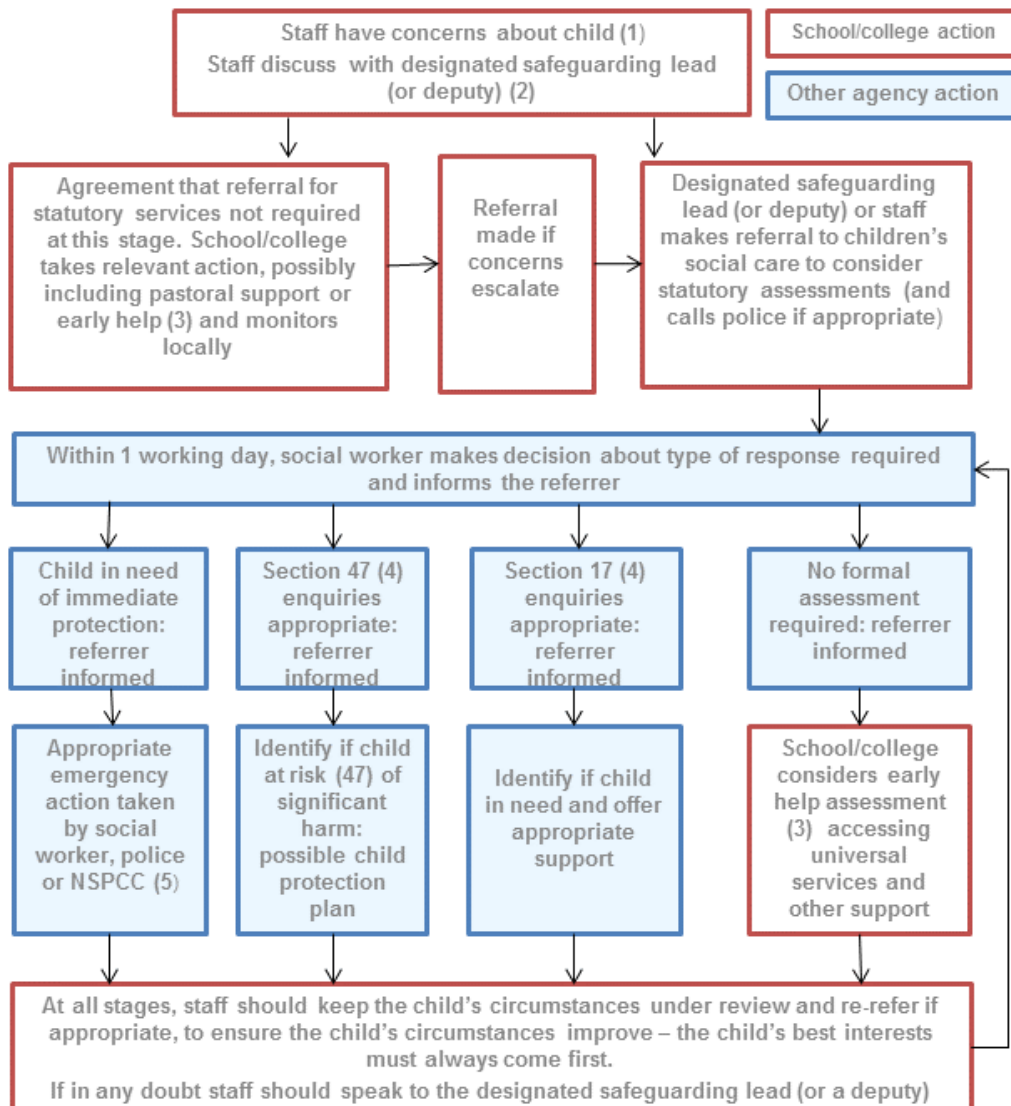 Staff have concerns about child (1)
Staff discuss with designated safeguarding lead
(or deputy) (2)
School/college action
Other agency action
Agreement that referral for
statutory services not required
at this stage. School/college
takes relevant action, possibly
including pastoral support or
early help (3) and monitors
locally
Referral
made if
concerns
escalate
Designated safeguarding
lead (or deputy) or staff
makes referral to children’s
social care to consider
statutory assessments (and
calls police if appropriate)
Within 1 working day, social worker makes decision about type of response required
and informs the referrer
Child in need
of immediate
protection:
referrer
informed
Section 47 (4)
enquiries
appropriate:
referrer
informed
Section 17 (4)
enquiries
appropriate:
referrer
informed
No formal
assessment
required: referrer
informed
Appropriate
emergency
action taken
by social
worker, police
or NSPCC (5)
Identify if child
at risk (47) of
significant
harm:
possible child
protection
plan
Identify if child
in need and offer
appropriate
support
School/college
considers early
help assessment
(3) accessing
universal
services and
other support
At all stages, staff should keep the child’s circumstances under review and re-refer if
appropriate, to ensure the child’s circumstances improve – the child’s best interests
must always come first.
If in any doubt staff should speak to the designated safeguarding lead (or a deputy)